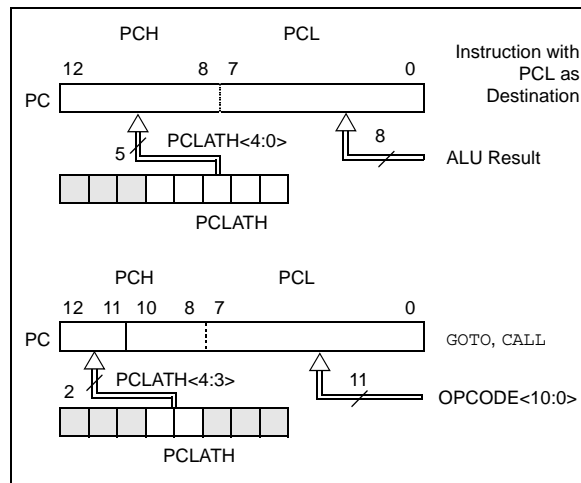 PCH PCL
12 8 7 0
Instruction with
PCL as
Destination
PC
PCLATH<4:0>
5
8
ALU Result
PCLATH
PCH PCL
12 11 10 8 7 0
PC
GOTO, CALL
PCLATH<4:3>
2
11
OPCODE<10:0>
PCLATH